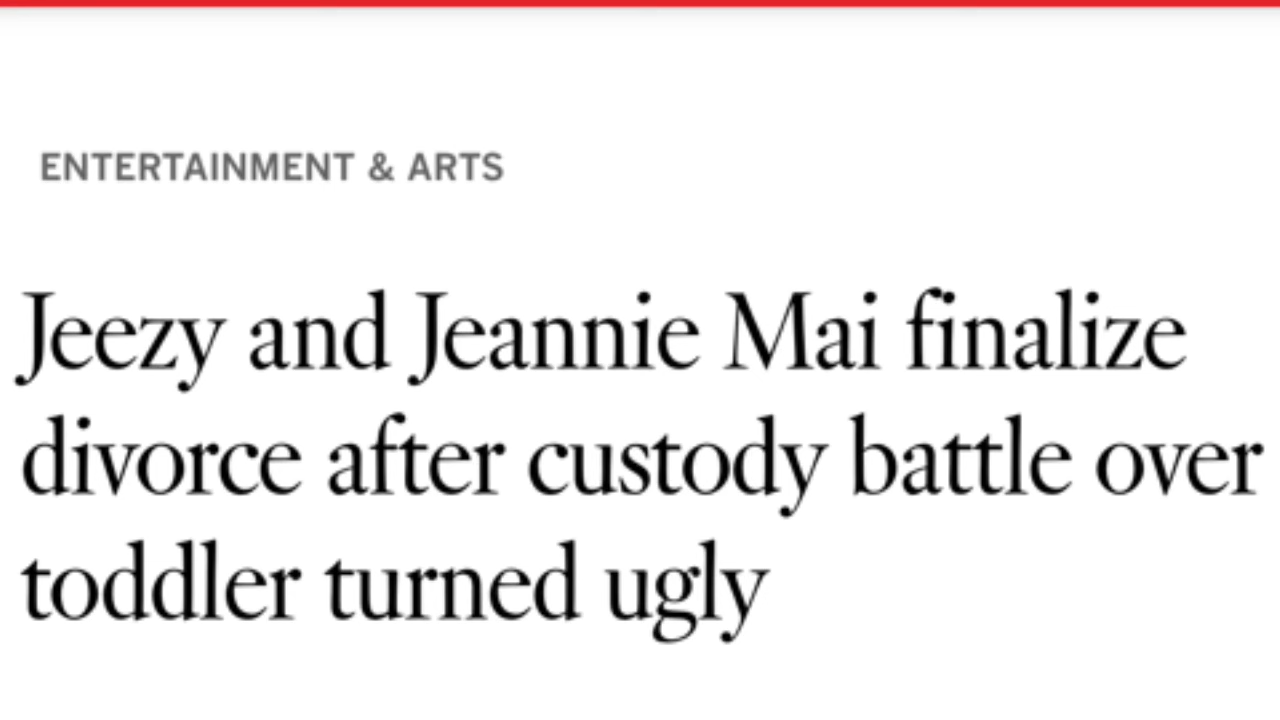 ENTERTAINMENT & ARTS
Jeezy and Jeannie Mai finalize
divorce after custody battle over
toddler turned ugly